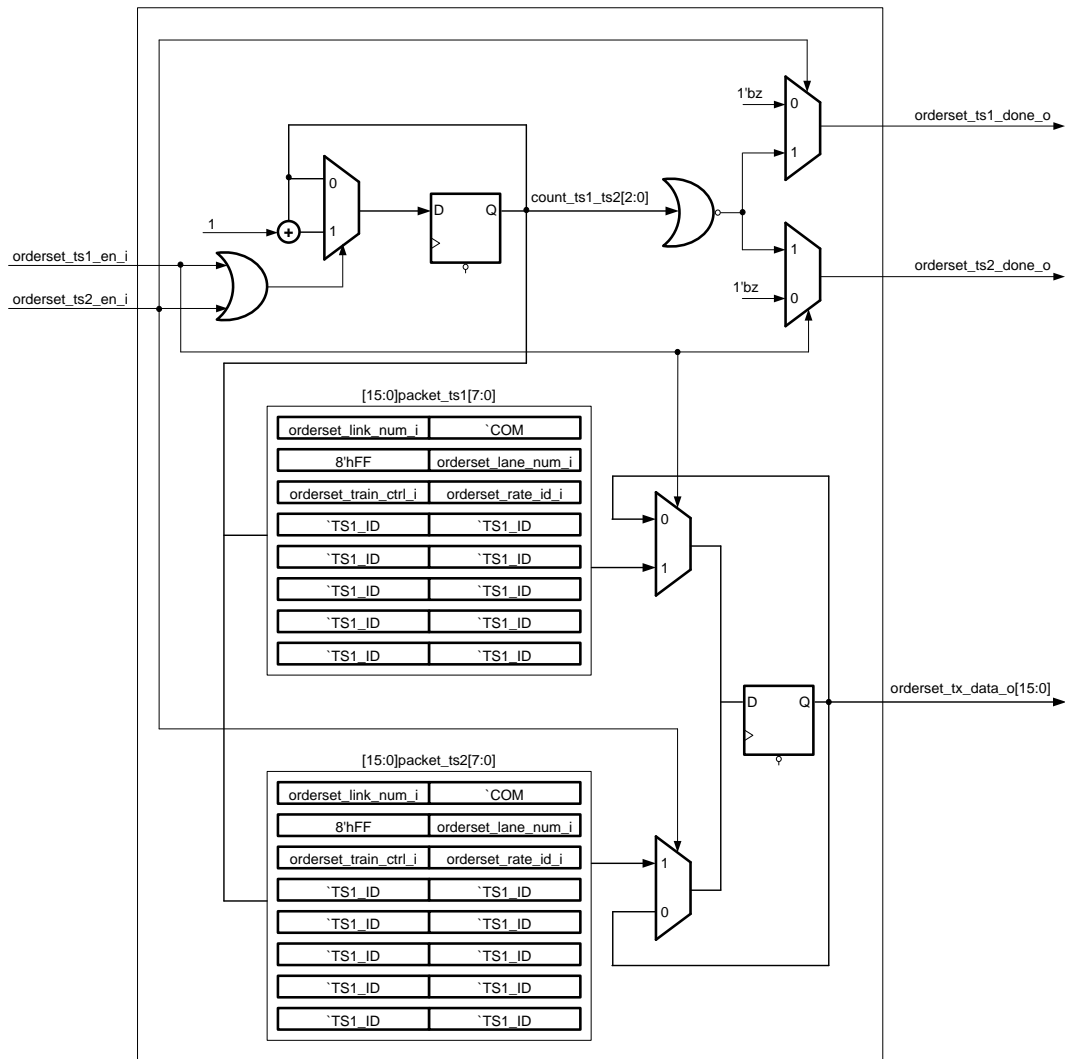 1'bz
0
orderset_ts1_done_o
1
0
1
D Q
count_ts1_ts2[2:0]
1
+
orderset_ts1_en_i
orderset_ts2_en_i
1
orderset_ts2_done_o
1'bz
0
[15:0]packet_ts1[7:0]
orderset_link_num_i `COM
8'hFF orderset_lane_num_i
orderset_train_ctrl_i orderset_rate_id_i
`TS1_ID `TS1_ID
`TS1_ID `TS1_ID
`TS1_ID `TS1_ID
`TS1_ID `TS1_ID
`TS1_ID `TS1_ID
0
1
D Q
orderset_tx_data_o[15:0]
[15:0]packet_ts2[7:0]
orderset_link_num_i `COM
8'hFF orderset_lane_num_i
orderset_train_ctrl_i orderset_rate_id_i
`TS1_ID `TS1_ID
`TS1_ID `TS1_ID
`TS1_ID `TS1_ID
`TS1_ID `TS1_ID
`TS1_ID `TS1_ID
1
0